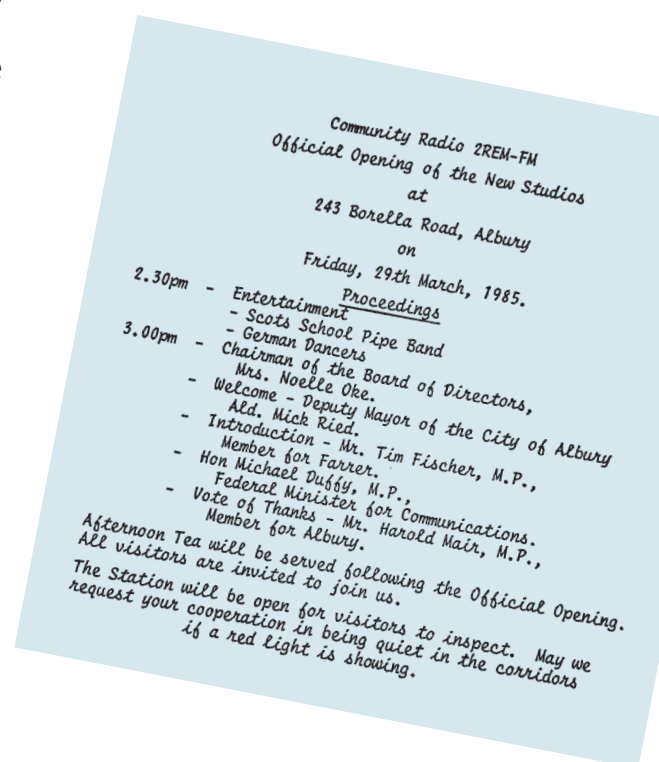 Community Radio 2REM-FM
Official Opening of the New Studios
at
243 Borella Road, Albury
on
Friday, 29th March, 1985.
Proceedings
2.30pm - Entertainment
- Scots School Pipe Band
- German Dancers
3.00pm - Chairman of the Board of Directors,
Mrs. Noelle Oke.
- Welcome - Deputy Mayor of the City of Albury
Ald. Mick Ried.
- Introduction - Mr. Tim Fischer, M.P.,
Member for Farrer.
- Hon Michael Duffy, M.P.,
Federal Minister for Communications.
- Vote of Thanks - Mr. Harold Mair, M.P.,
Member for Albury.
Afternoon Tea will be served following the Official Opening.
All visitors are invited to join us.
The Station will be open for visitors to inspect. May we
request your cooperation in being quiet in the corridors
if a red light is showing.